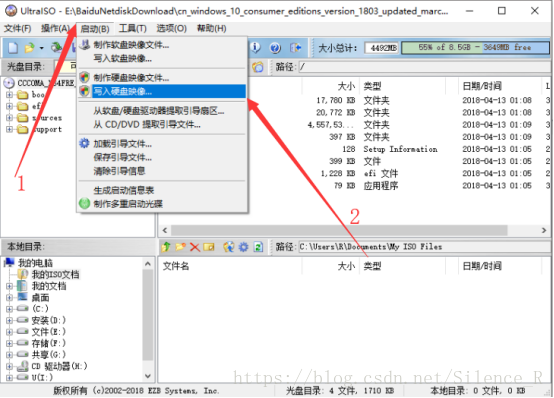 UltraISO - E:\BaiduNetdiskDownload\cn_windows_10_consumer_editions_version_1803_updated_marc...
文件(F) 操作(A) 启动(B) 工具(T) 选项(O) 帮助(H)
大小总计: 4492MB 55% of 8.5GB - 3649MB free
光盘目录: 可 路径: /
制作软盘映像文件...
写入软盘映像...
制作硬盘映像文件...
写入硬盘映像...
从软盘/硬盘驱动器提取引导扇区...
从 CD/DVD 提取引导文件...
加载引导文件...
保存引导文件...
清除引导信息
生成启动信息表
制作多重启动光碟
CCCOMA_X64FRE_
boo
efi
sources
support
大小 类型 日期/时间
17,780 KB 文件夹 2018-04-13 01:08 3
20,772 KB 文件夹 2018-04-13 01:08 3
4,557,53... 文件夹 2018-04-13 01:09 3
397 KB 文件夹 2018-04-13 01:08 3
128 Setup Information 2018-04-13 01:05 2
399 KB 文件 2018-04-13 01:05 2
1,228 KB efi 文件 2018-04-13 01:05 2
79 KB 应用程序 2018-04-13 01:05 2
1
2
本地目录: 路径: C:\Users\R\Documents\My ISO Files
我的电脑
我的ISO文档
我的文档
桌面
(C:)
安装(D:)
文件(E:)
存储(F:)
共享(G:)
CD 驱动器(H:)
U(I:)
文件名 大小 类型 日期/时间
https://blog.csdn.net/Silence_R
版权所有 (c)2002-2018 EZB Systems, Inc. 光盘目录: 4 文件, 1710 KB 本地目录: 0 文件, 0 KB